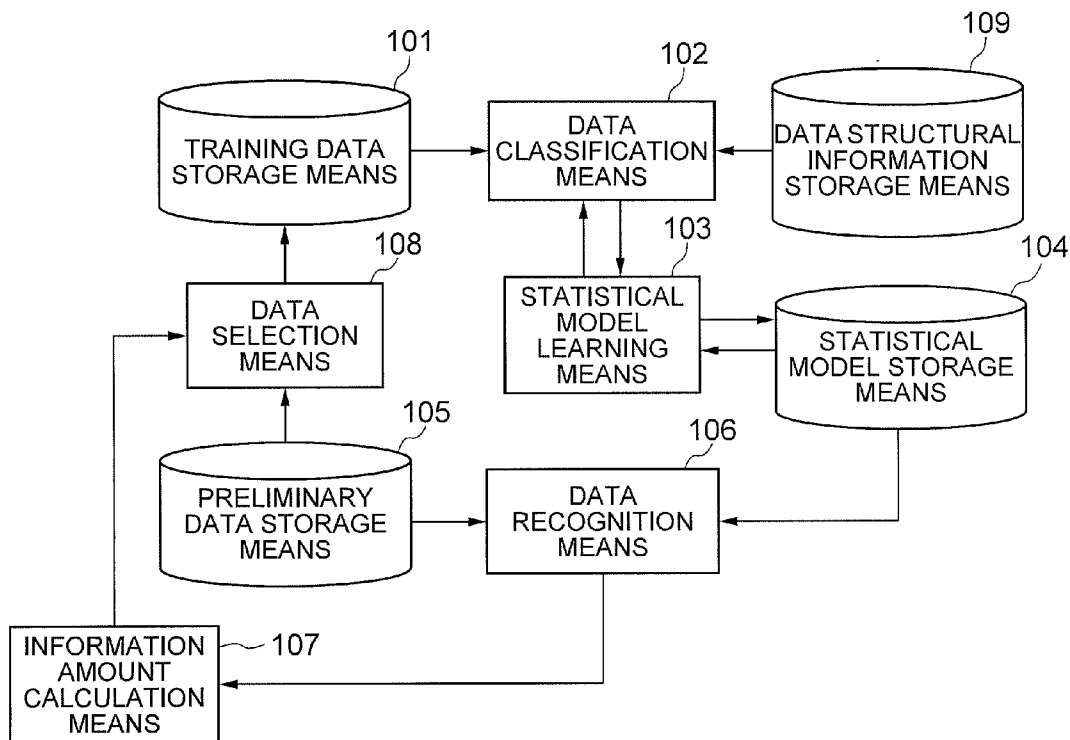 101
TRAINING DATA
STORAGE MEANS
102
DATA
CLASSIFICATION
MEANS
109
DATA STRUCTURAL
INFORMATION
STORAGE MEANS
108
DATA
SELECTION
MEANS
103
STATISTICAL
MODEL
LEARNING
MEANS
104
STATISTICAL
MODEL STORAGE
MEANS
105
PRELIMINARY
DATA STORAGE
MEANS
106
DATA
RECOGNITION
MEANS
107
INFORMATION
AMOUNT
CALCULATION
MEANS